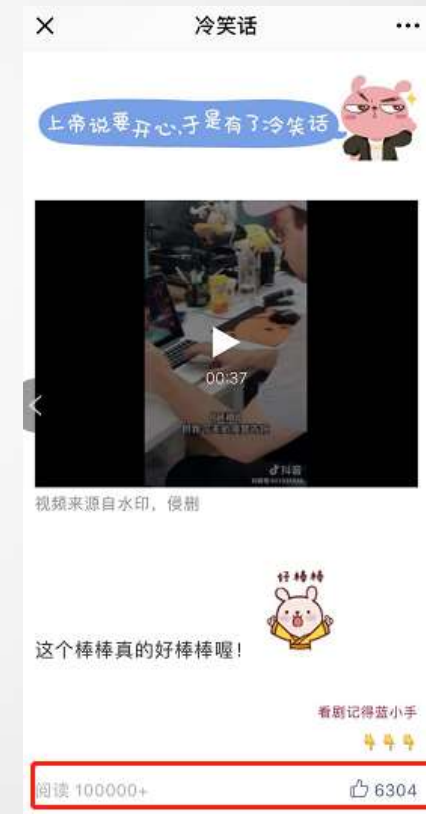 冷笑话
上帝说要开心,于是有了冷笑话
00:37
抖音
视频来源自水印，侵删
好棒棒
这个棒棒真的好棒棒喔！
看剧记得蓝小手
👇👇👇
阅读 100000+
6304